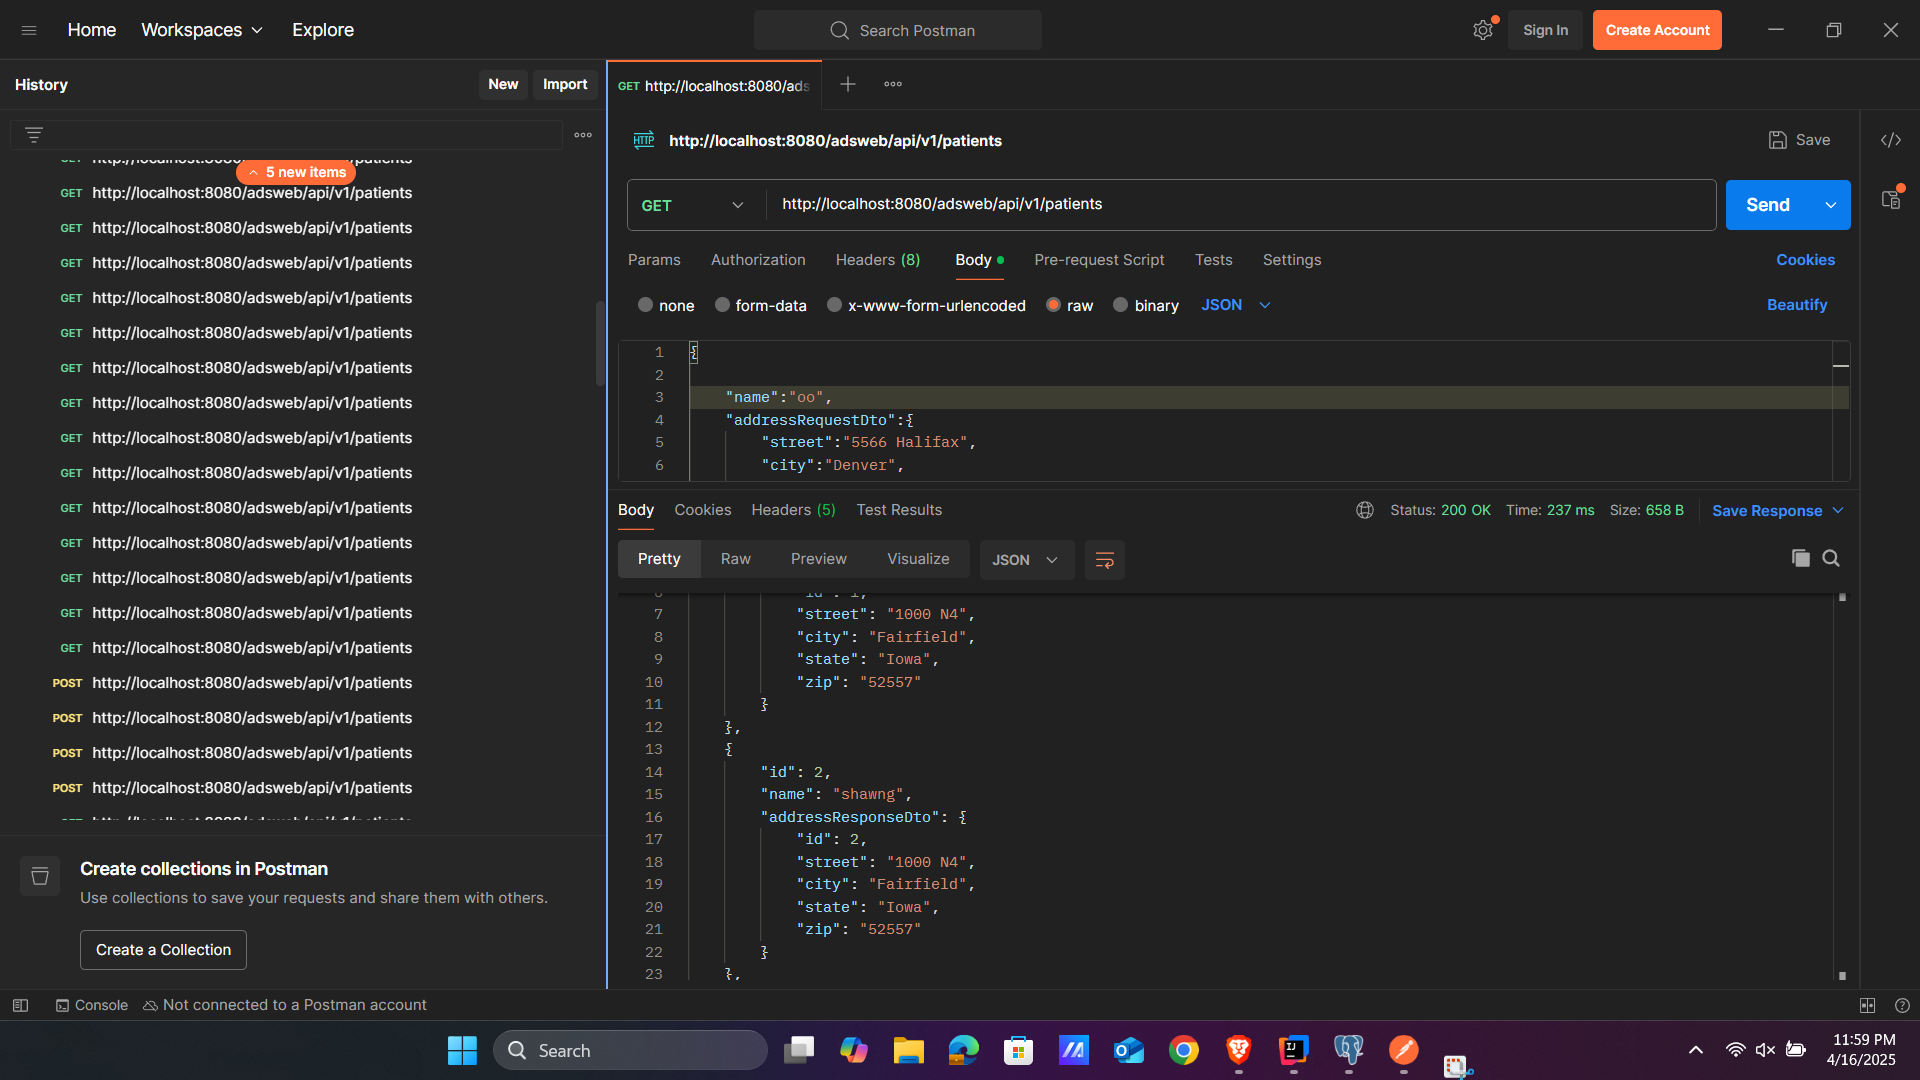 Home Workspaces Explore
Search Postman
Sign In Create Account
History New Import
GET http://localhost:8080/ads
http://localhost:8080/adsweb/api/v1/patients
Save
5 new items
GET http://localhost:8080/adsweb/api/v1/patients
GET http://localhost:8080/adsweb/api/v1/patients
GET http://localhost:8080/adsweb/api/v1/patients
GET http://localhost:8080/adsweb/api/v1/patients
GET http://localhost:8080/adsweb/api/v1/patients
GET http://localhost:8080/adsweb/api/v1/patients
GET http://localhost:8080/adsweb/api/v1/patients
GET http://localhost:8080/adsweb/api/v1/patients
GET http://localhost:8080/adsweb/api/v1/patients
GET http://localhost:8080/adsweb/api/v1/patients
GET http://localhost:8080/adsweb/api/v1/patients
GET http://localhost:8080/adsweb/api/v1/patients
GET http://localhost:8080/adsweb/api/v1/patients
GET http://localhost:8080/adsweb/api/v1/patients
POST http://localhost:8080/adsweb/api/v1/patients
POST http://localhost:8080/adsweb/api/v1/patients
POST http://localhost:8080/adsweb/api/v1/patients
POST http://localhost:8080/adsweb/api/v1/patients
Create collections in Postman
Use collections to save your requests and share them with others.
Create a Collection
HTTP
GET http://localhost:8080/adsweb/api/v1/patients
Send
Params Authorization Headers (8) Body Pre-request Script Tests Settings Cookies
none form-data x-www-form-urlencoded raw binary JSON Beautify
1 {
2
3 "name":"oo",
4 "addressRequestDto":{
5 "street":"5566 Halifax",
6 "city":"Denver",
Body Cookies Headers (5) Test Results Status: 200 OK Time: 237 ms Size: 658 B Save Response
Pretty Raw Preview Visualize JSON
6 "id": 1,
7 "street": "1000 N4",
8 "city": "Fairfield",
9 "state": "Iowa",
10 "zip": "52557"
11 }
12 },
13 {
14 "id": 2,
15 "name": "shawng",
16 "addressResponseDto": {
17 "id": 2,
18 "street": "1000 N4",
19 "city": "Fairfield",
20 "state": "Iowa",
21 "zip": "52557"
22 }
23 },
Console Not connected to a Postman account
Search
11:59 PM
4/16/2025